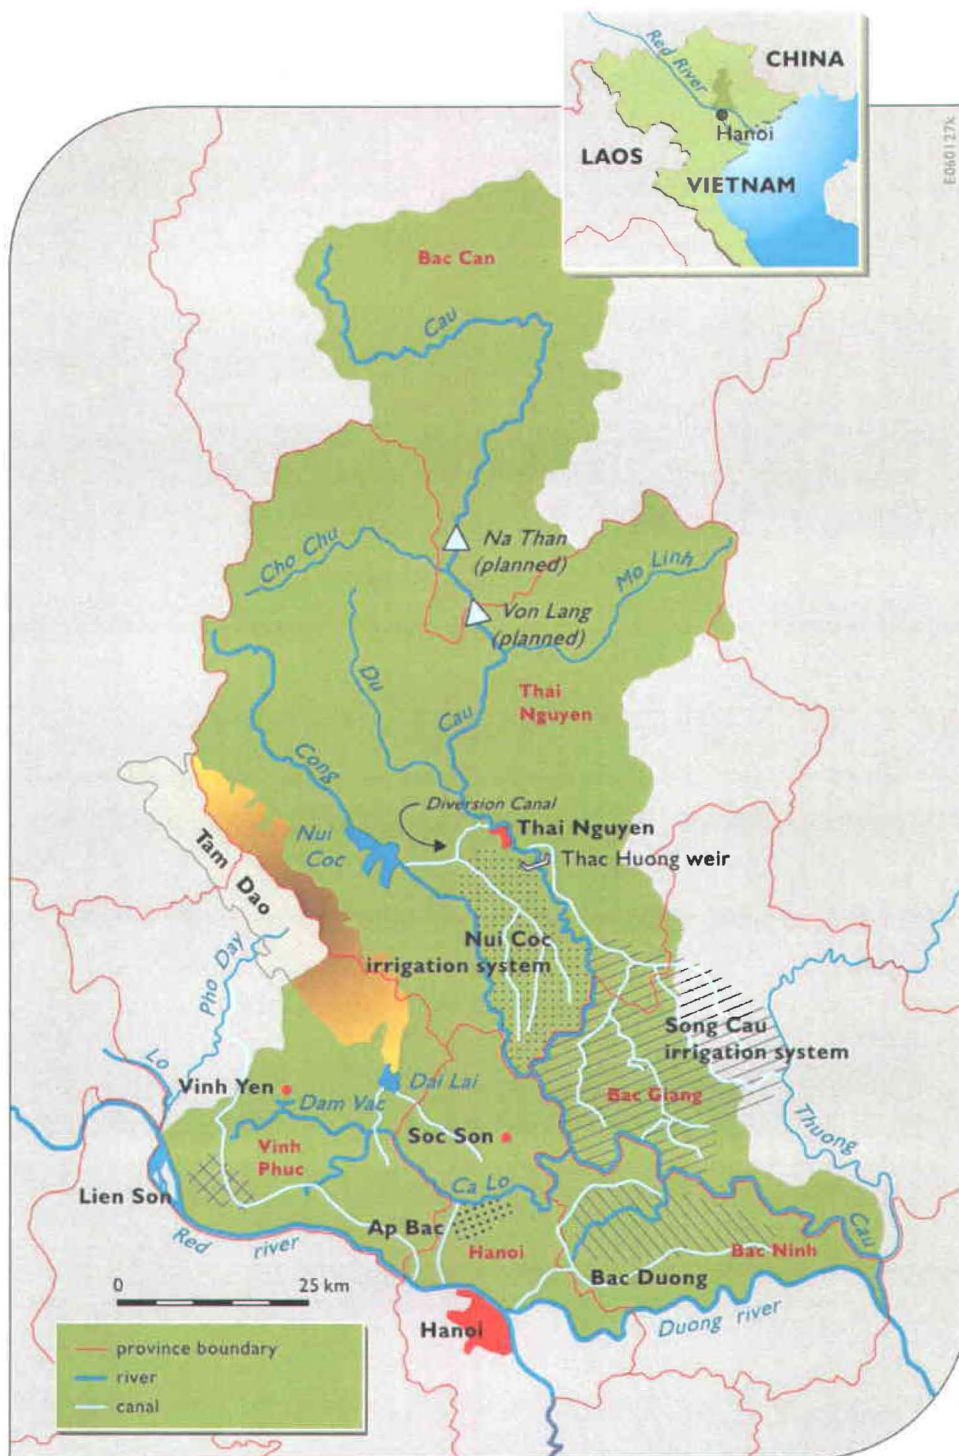 Red River
CHINA
Hanoi
LAOS
VIETNAM
E060127k
Bac Can
Cau
Na Than
(planned)
Cho Chu
Mo Linh
Von Lang
(planned)
Du
Thai
Nguyen
Cau
Cong
Diversion Canal
Nui
Coc
Thai Nguyen
Thac Huong weir
Tam
Dao
Nui Coc
irrigation system
Pho Day
Song Cau
irrigation system
Lo
Vinh Yen
Dai Lai
Dam Vac
Bac Giang
Thuong
Soc Son
Vinh
Phuc
Lien Son
Ca Lo
Ap Bac
Red river
Hanoi
Bac Ninh
Cau
Bac Duong
0 25 km
Hanoi
Duong river
province boundary
river
canal